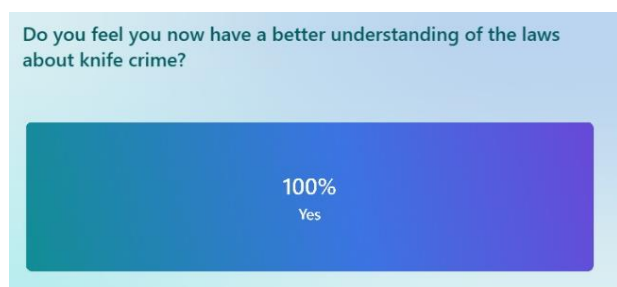 Do you feel you now have a better understanding of the laws
about knife crime?
100%
Yes